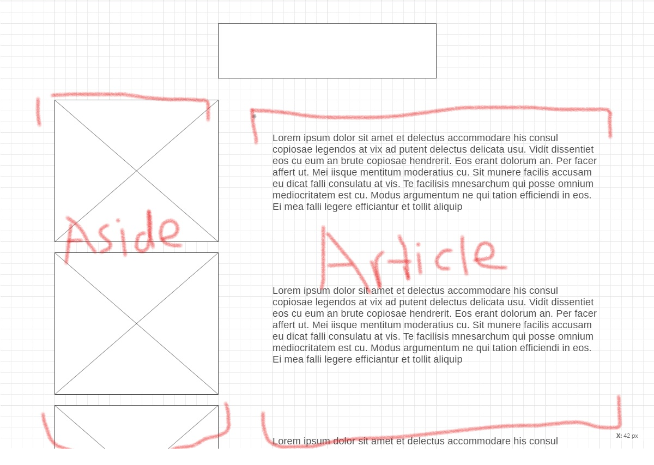 Lorem ipsum dolor sit amet et delectus accommodare his consul
copiosae legendos at vix ad putent delectus delicata usu. Vidit dissentiet
eos cu eum an brute copiosae hendrerit. Eos erant dolorum an. Per facer
affert ut. Mei iisque mentitum moderatius cu. Sit munere facilis accusam
eu dicat falli consulatu at vis. Te facilisis mnesarchum qui posse omnium
mediocritatem est cu. Modus argumentum ne qui tation efficiendi in eos.
Ei mea falli legere efficiantur et tollit aliquip
Aside
Article
Lorem ipsum dolor sit amet et delectus accommodare his consul
copiosae legendos at vix ad putent delectus delicata usu. Vidit dissentiet
eos cu eum an brute copiosae hendrerit. Eos erant dolorum an. Per facer
affert ut. Mei iisque mentitum moderatius cu. Sit munere facilis accusam
eu dicat falli consulatu at vis. Te facilisis mnesarchum qui posse omnium
mediocritatem est cu. Modus argumentum ne qui tation efficiendi in eos.
Ei mea falli legere efficiantur et tollit aliquip
Lorem ipsum dolor sit amet et delectus accommodare his consul
X: 42 px